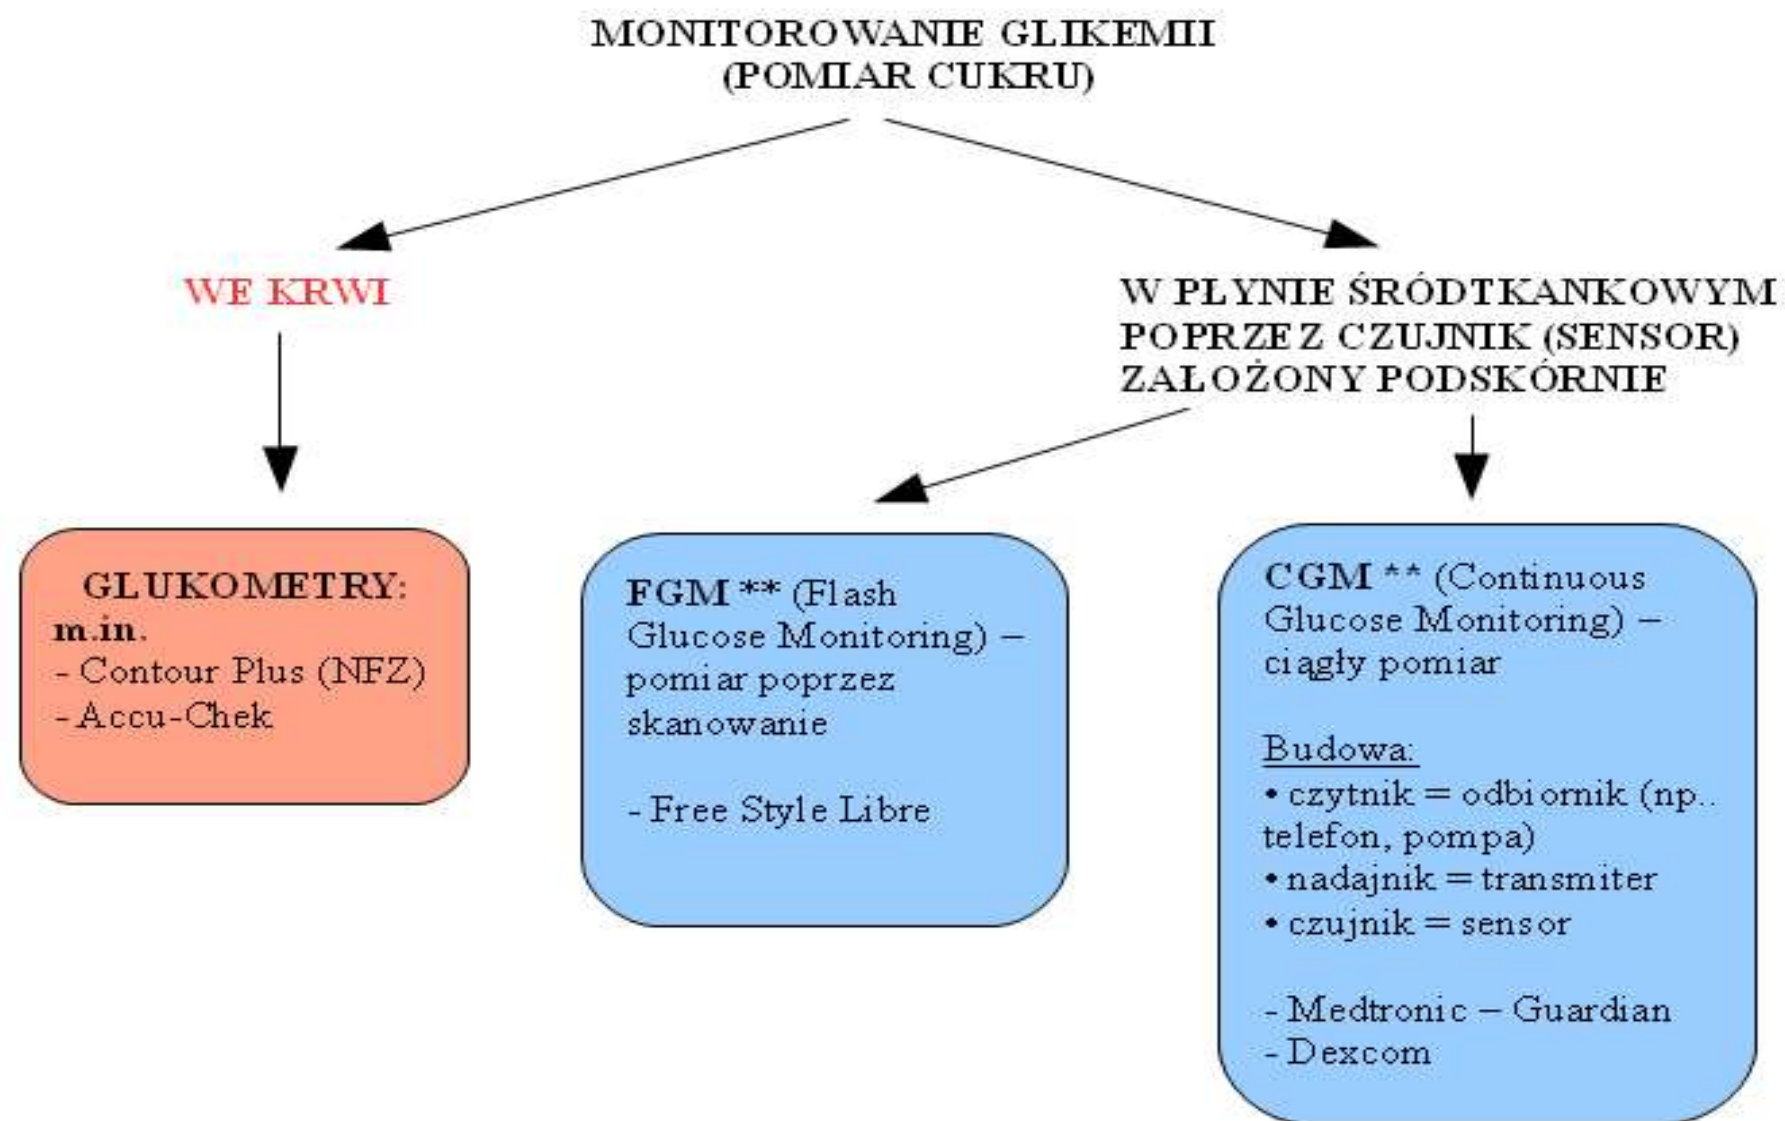 MONITOROWANIE GLIKEMII
(POMIAR CUKRU)
WE KRWI
W PŁYNIE ŚRÓDTKANKOWYM
POPRZEZ CZUJNIK (SENSOR)
ZAŁOŻONY PODSKÓRNIE
GLUKOMETRY:
m.in.
- Contour Plus (NFZ)
- Accu-Chek
FGM ** (Flash
Glucose Monitoring) –
pomiar poprzez
skanowanie
- Free Style Libre
CGM ** (Continuous
Glucose Monitoring) –
ciągły pomiar
Budowa:
• czytnik = odbiornik (np..
telefon, pompa)
• nadajnik = transmiter
• czujnik = sensor
- Medtronic – Guardian
- Dexcom